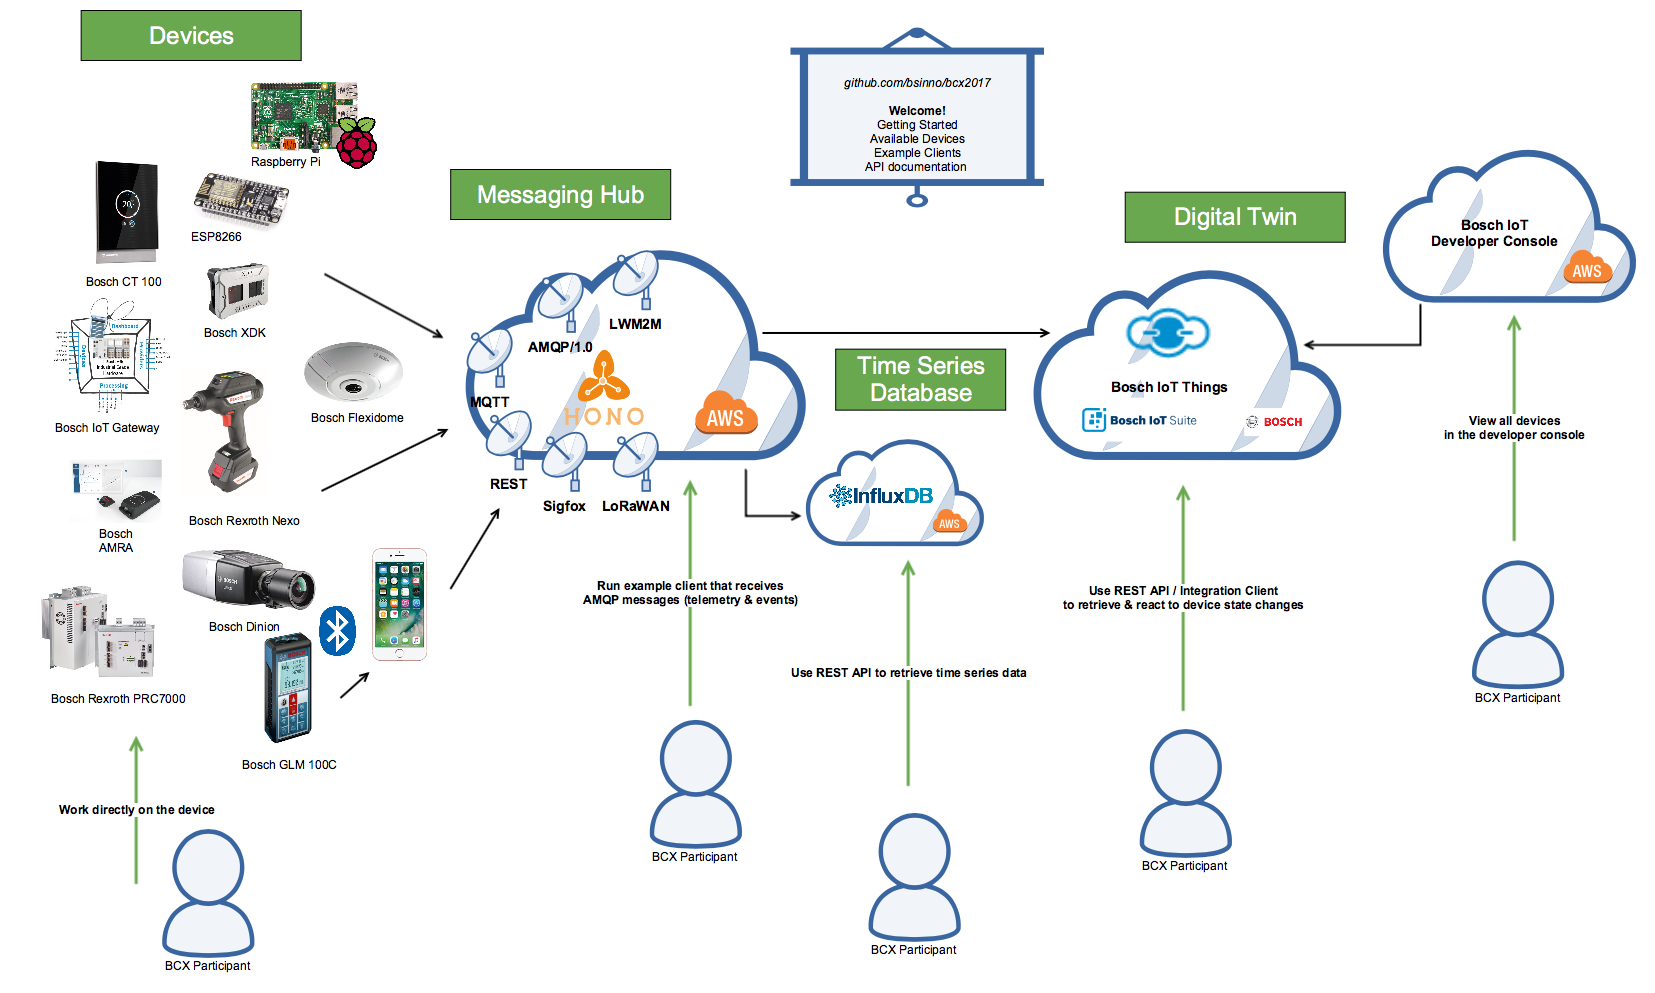 Devices
Raspberry Pi
ESP8266
Bosch CT 100
Bosch XDK
Dashboard
Processing
Bosch IoT Gateway
Bosch Flexidome
Bosch Rexroth Nexo
Bosch
AMRA
BOSCH
Bosch Dinion
Bosch Rexroth PRC7000
Bosch GLM 100C
Work directly on the device
BCX Participant
Messaging Hub
LWM2M
AMQP/1.0
MQTT
HONO
AWS
REST
Sigfox
LoRaWAN
Run example client that receives
AMQP messages (telemetry & events)
BCX Participant
github.com/bsinno/bcx2017
Welcome!
Getting Started
Available Devices
Example Clients
API documentation
Time Series
Database
InfluxDB
AWS
Use REST API to retrieve time series data
BCX Participant
Digital Twin
Bosch IoT Things
Bosch IoT Suite
BOSCH
Use REST API / Integration Client
to retrieve & react to device state changes
BCX Participant
Bosch IoT
Developer Console
AWS
View all devices
in the developer console
BCX Participant